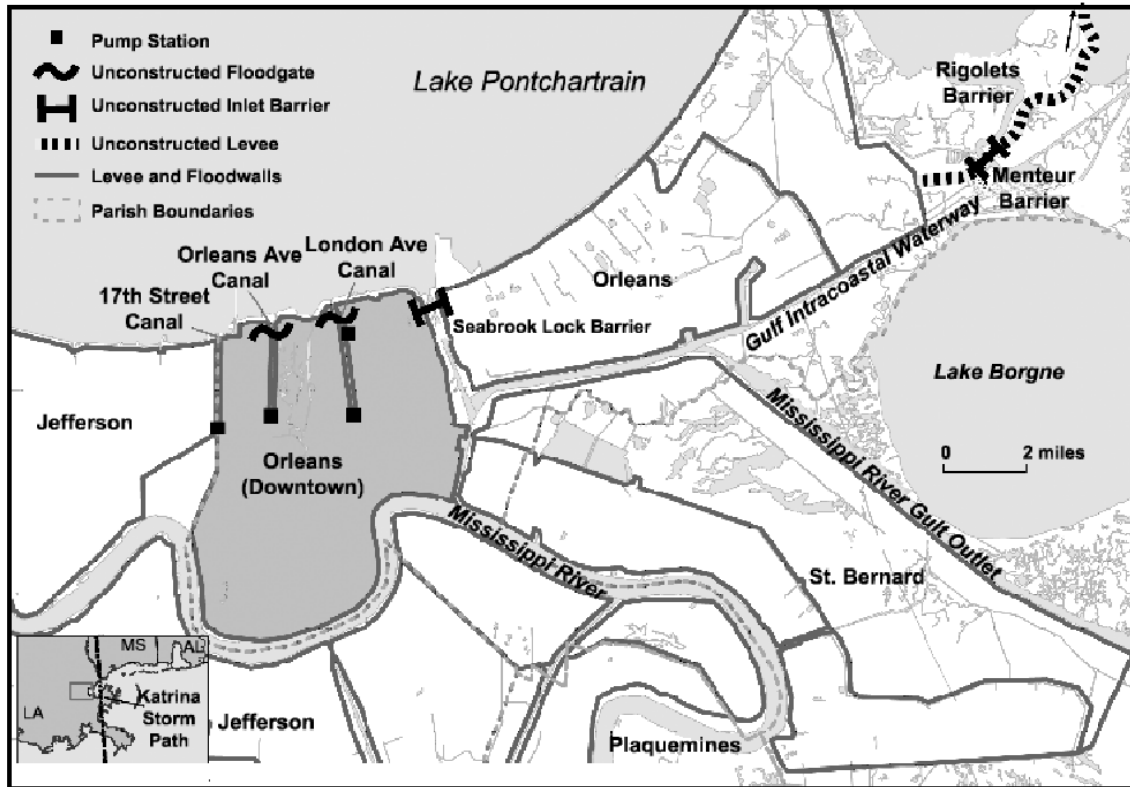 Pump Station
Unconstructed Floodgate
Unconstructed Inlet Barrier
Unconstructed Levee
Levee and Floodwalls
Parish Boundaries
Lake Pontchartrain
Rigolets
Barrier
Menteur
Barrier
Orleans Ave
Canal
London Ave
Canal
17th Street
Canal
Orleans
Seabrook Lock Barrier
Gulf Intracoastal Waterway
Lake Borgne
0 2 miles
Jefferson
Orleans
(Downtown)
Mississippi River
Mississippi River Gulf Outlet
St. Bernard
Jefferson
Plaquemines
MS
AL
LA
Katrina
Storm
Path